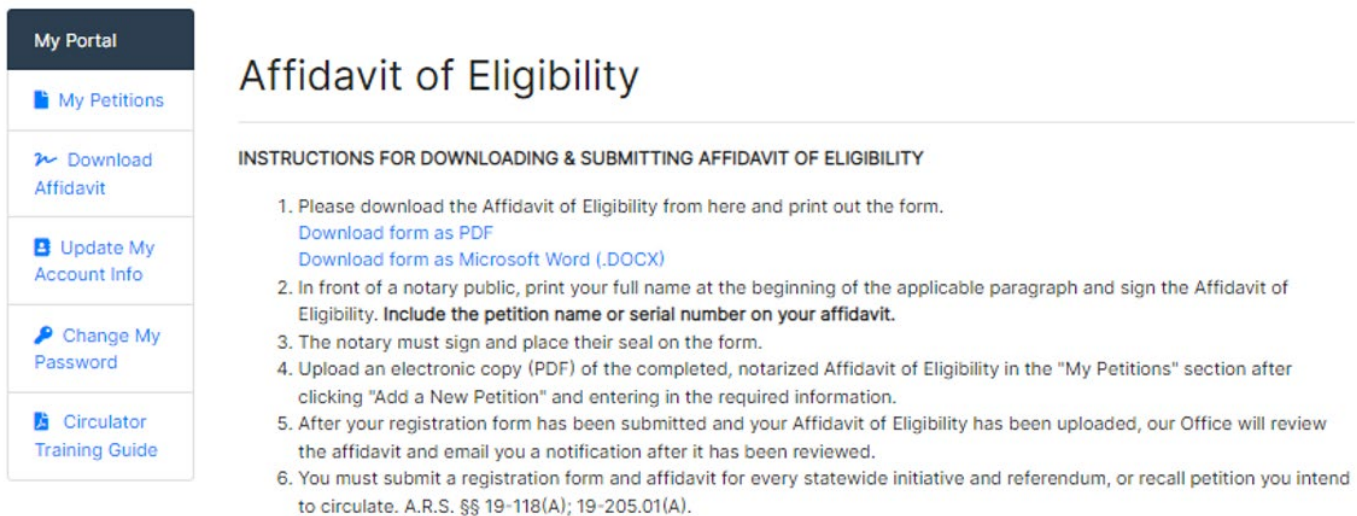 My Portal
My Petitions
Download
Affidavit
Update My
Account Info
Change My
Password
Circulator
Training Guide
Affidavit of Eligibility
INSTRUCTIONS FOR DOWNLOADING & SUBMITTING AFFIDAVIT OF ELIGIBILITY
1. Please download the Affidavit of Eligibility from here and print out the form.
Download form as PDF
Download form as Microsoft Word (.DOCX)
2. In front of a notary public, print your full name at the beginning of the applicable paragraph and sign the Affidavit of
Eligibility. Include the petition name or serial number on your affidavit.
3. The notary must sign and place their seal on the form.
4. Upload an electronic copy (PDF) of the completed, notarized Affidavit of Eligibility in the "My Petitions" section after
clicking "Add a New Petition" and entering in the required information.
5. After your registration form has been submitted and your Affidavit of Eligibility has been uploaded, our Office will review
the affidavit and email you a notification after it has been reviewed.
6. You must submit a registration form and affidavit for every statewide initiative and referendum, or recall petition you intend
to circulate. A.R.S. §§ 19-118(A); 19-205.01(A).